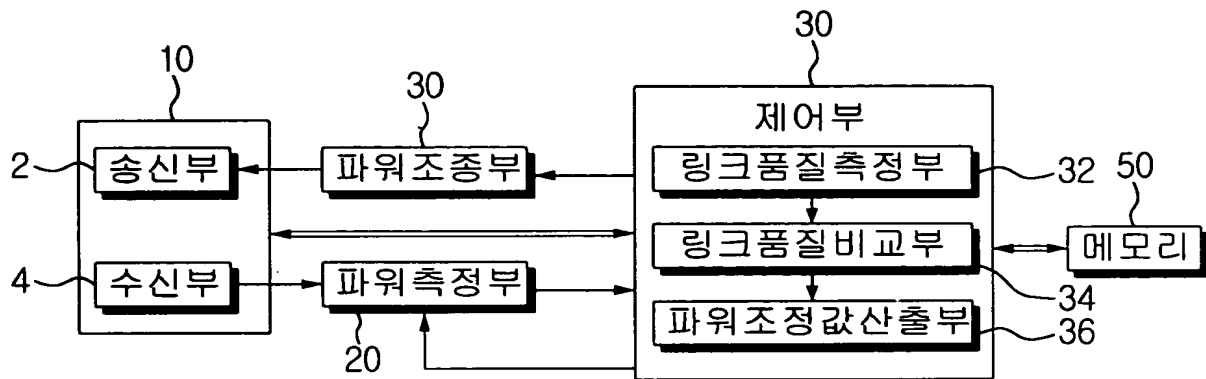 10
30
30
제어부
2
송신부
파워조종부
링크품질측정부
32
50
링크품질비교부
메모리
4
수신부
파워측정부
34
20
파워조정값산출부
36